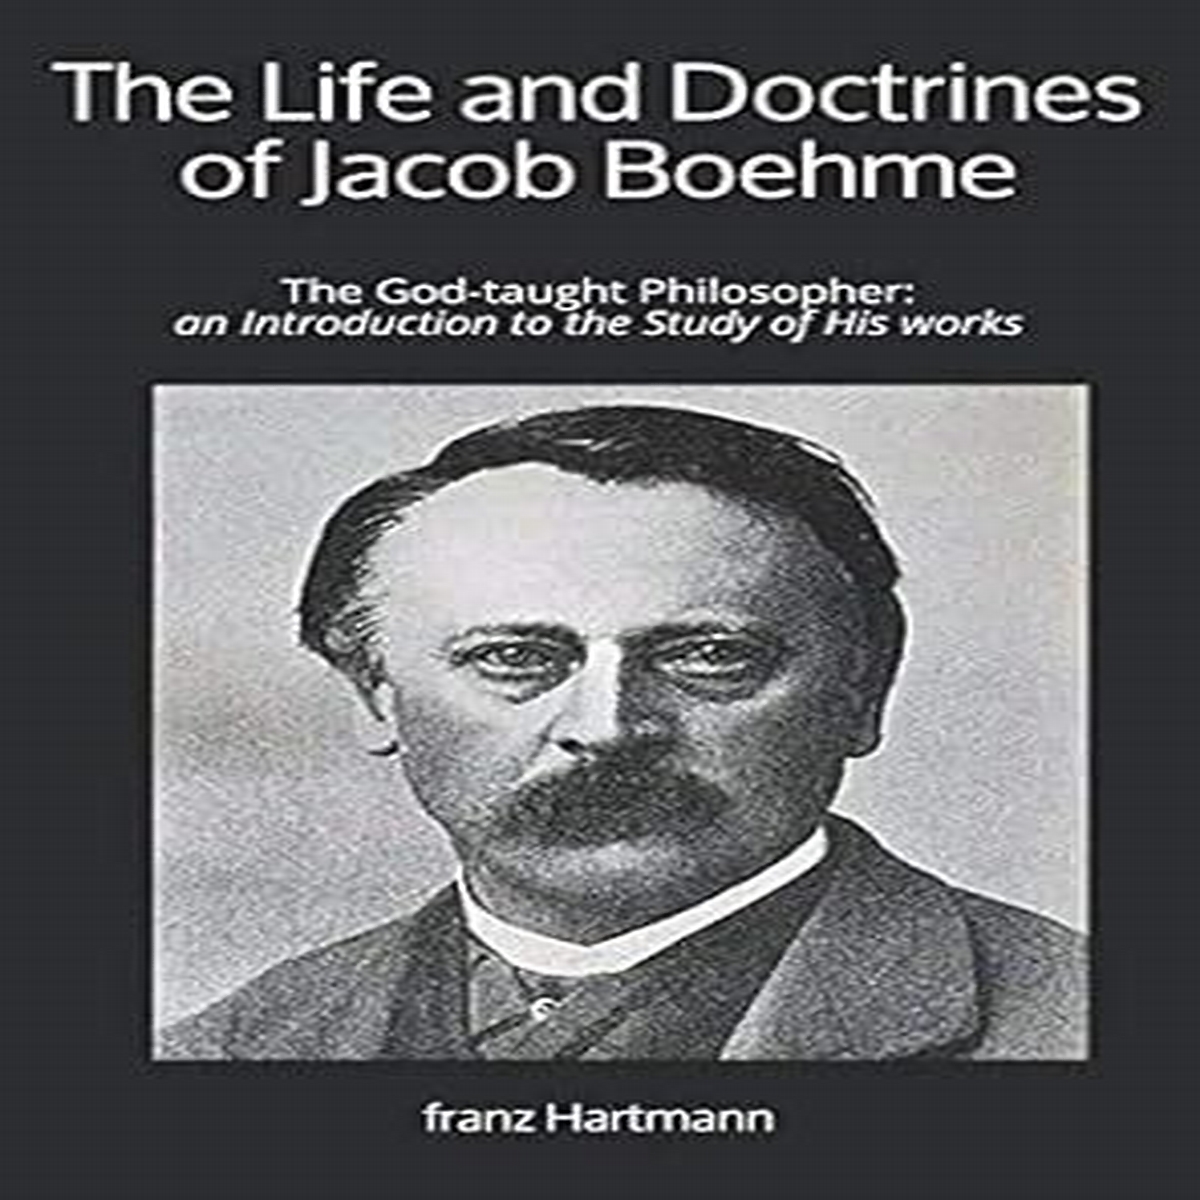 The Life and Doctrines
of Jacob Boehme
The God-taught Philosopher:
an Introduction to the Study of His works
franz Hartmann